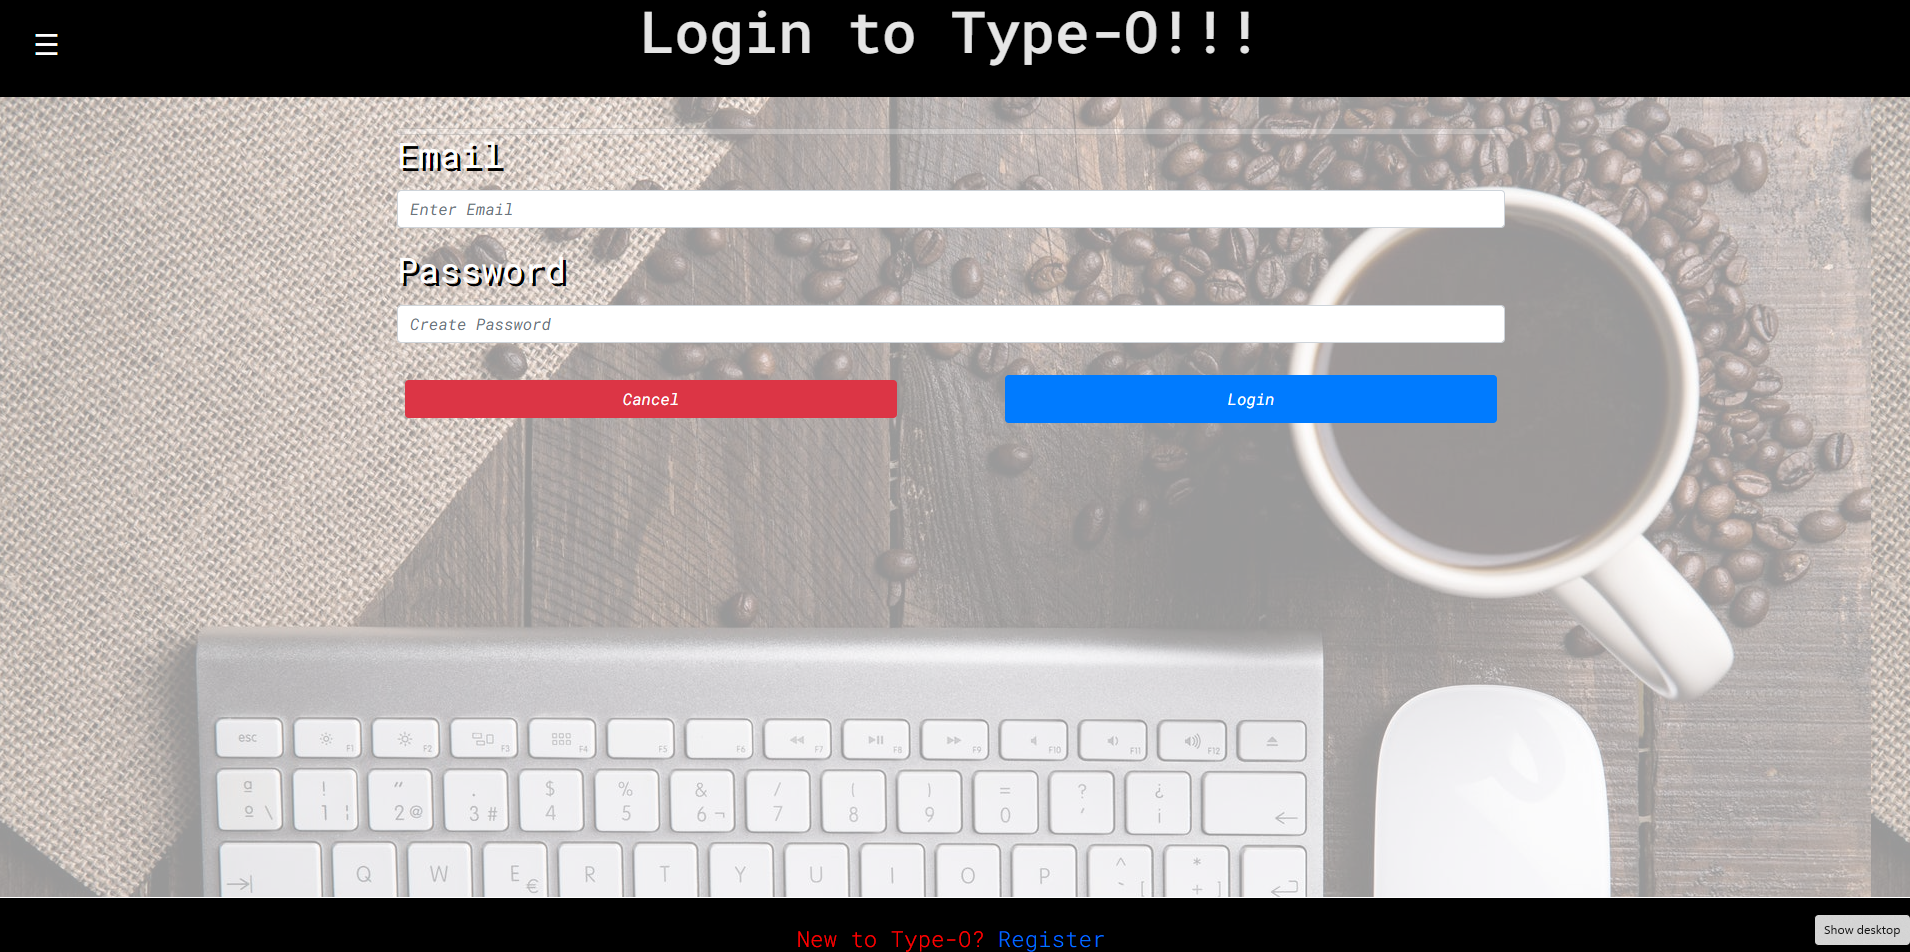 ☰ Login to Type-O!!!
Email
Enter Email
Password
Create Password
Cancel Login
esc F1 F2 F3 F4 F5 F6 F7 F8 F9 F10 F11 F12
ª ! " . $ % & / ( ) = ? ¿
º \ 1 ¦ 2 @ 3 # 4 5 6 ¬ 7 8 9 0 ' ¡ ←
Q W E € R T Y U I O P ^ ` [ * + ]
New to Type-O? Register
Show desktop